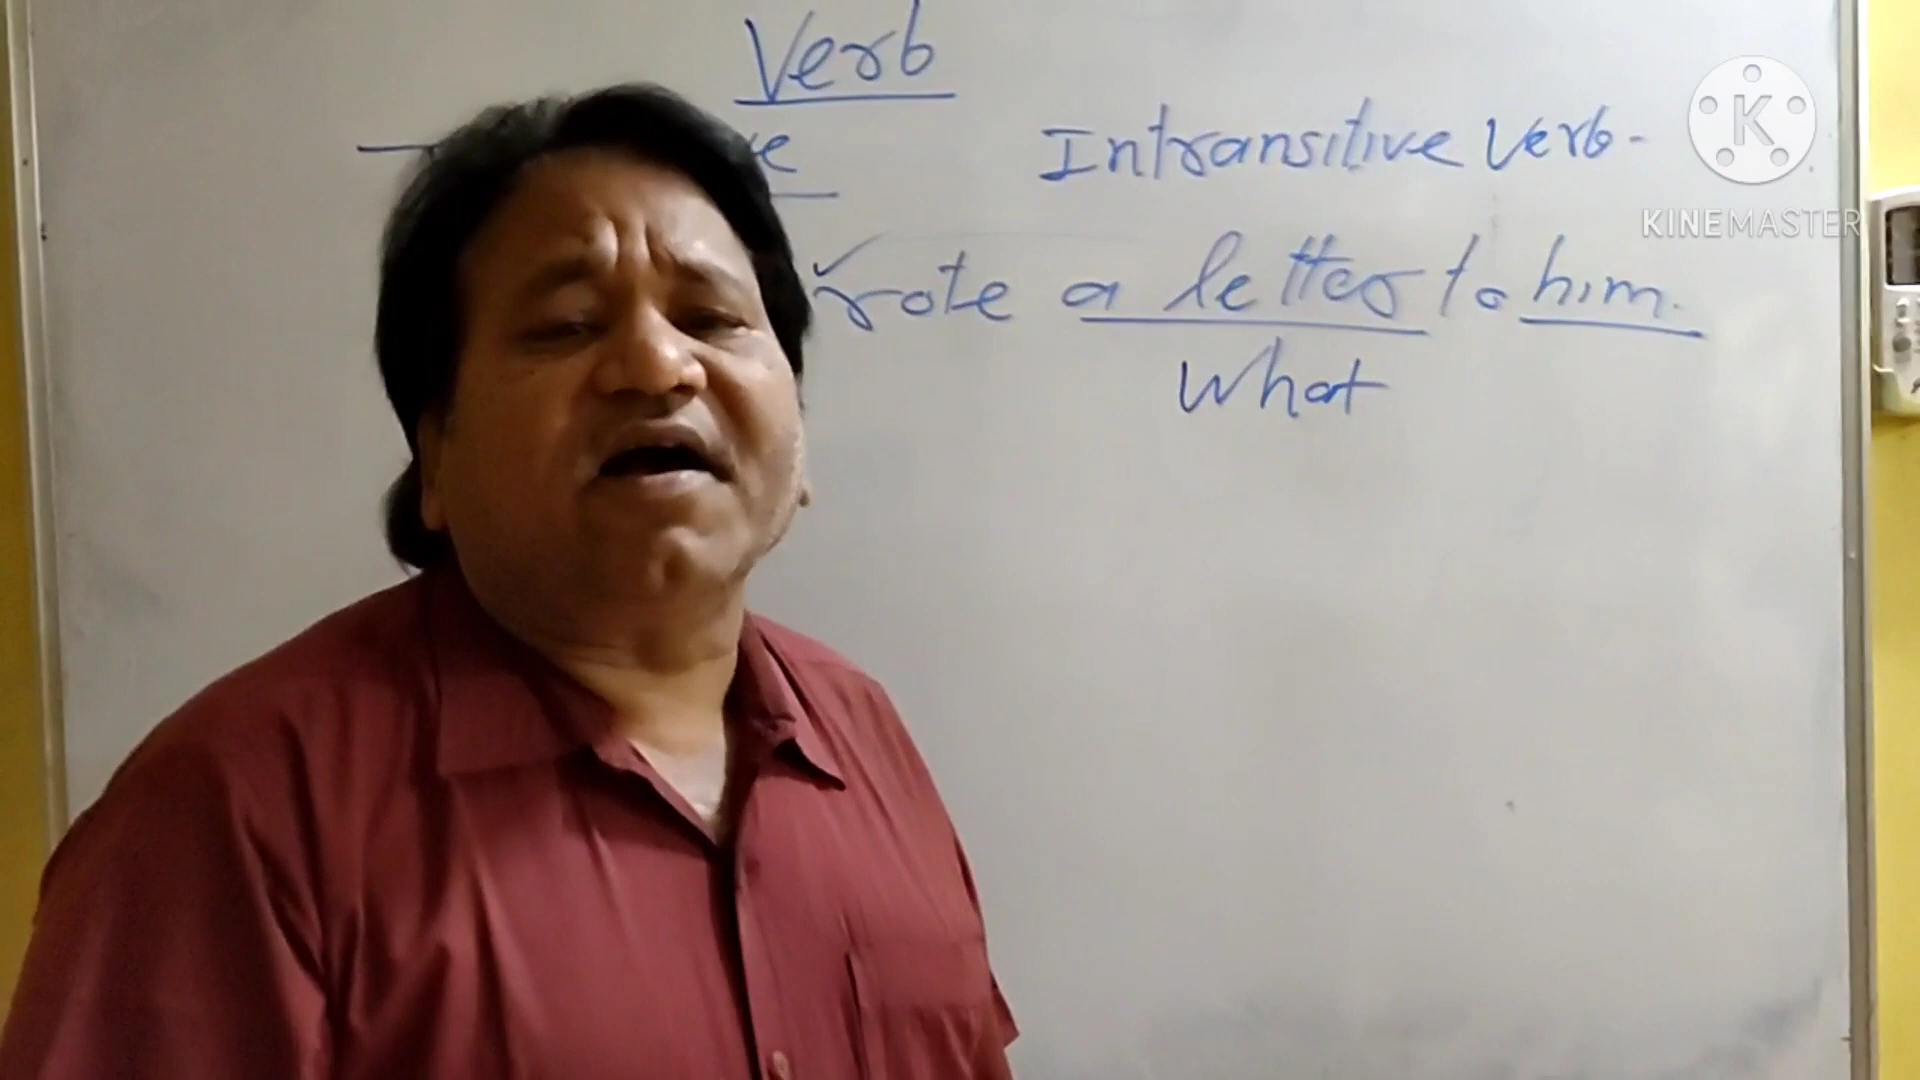 Verb
Intransitive Verb.
K
KINEMASTER
rote a letter to him.
What